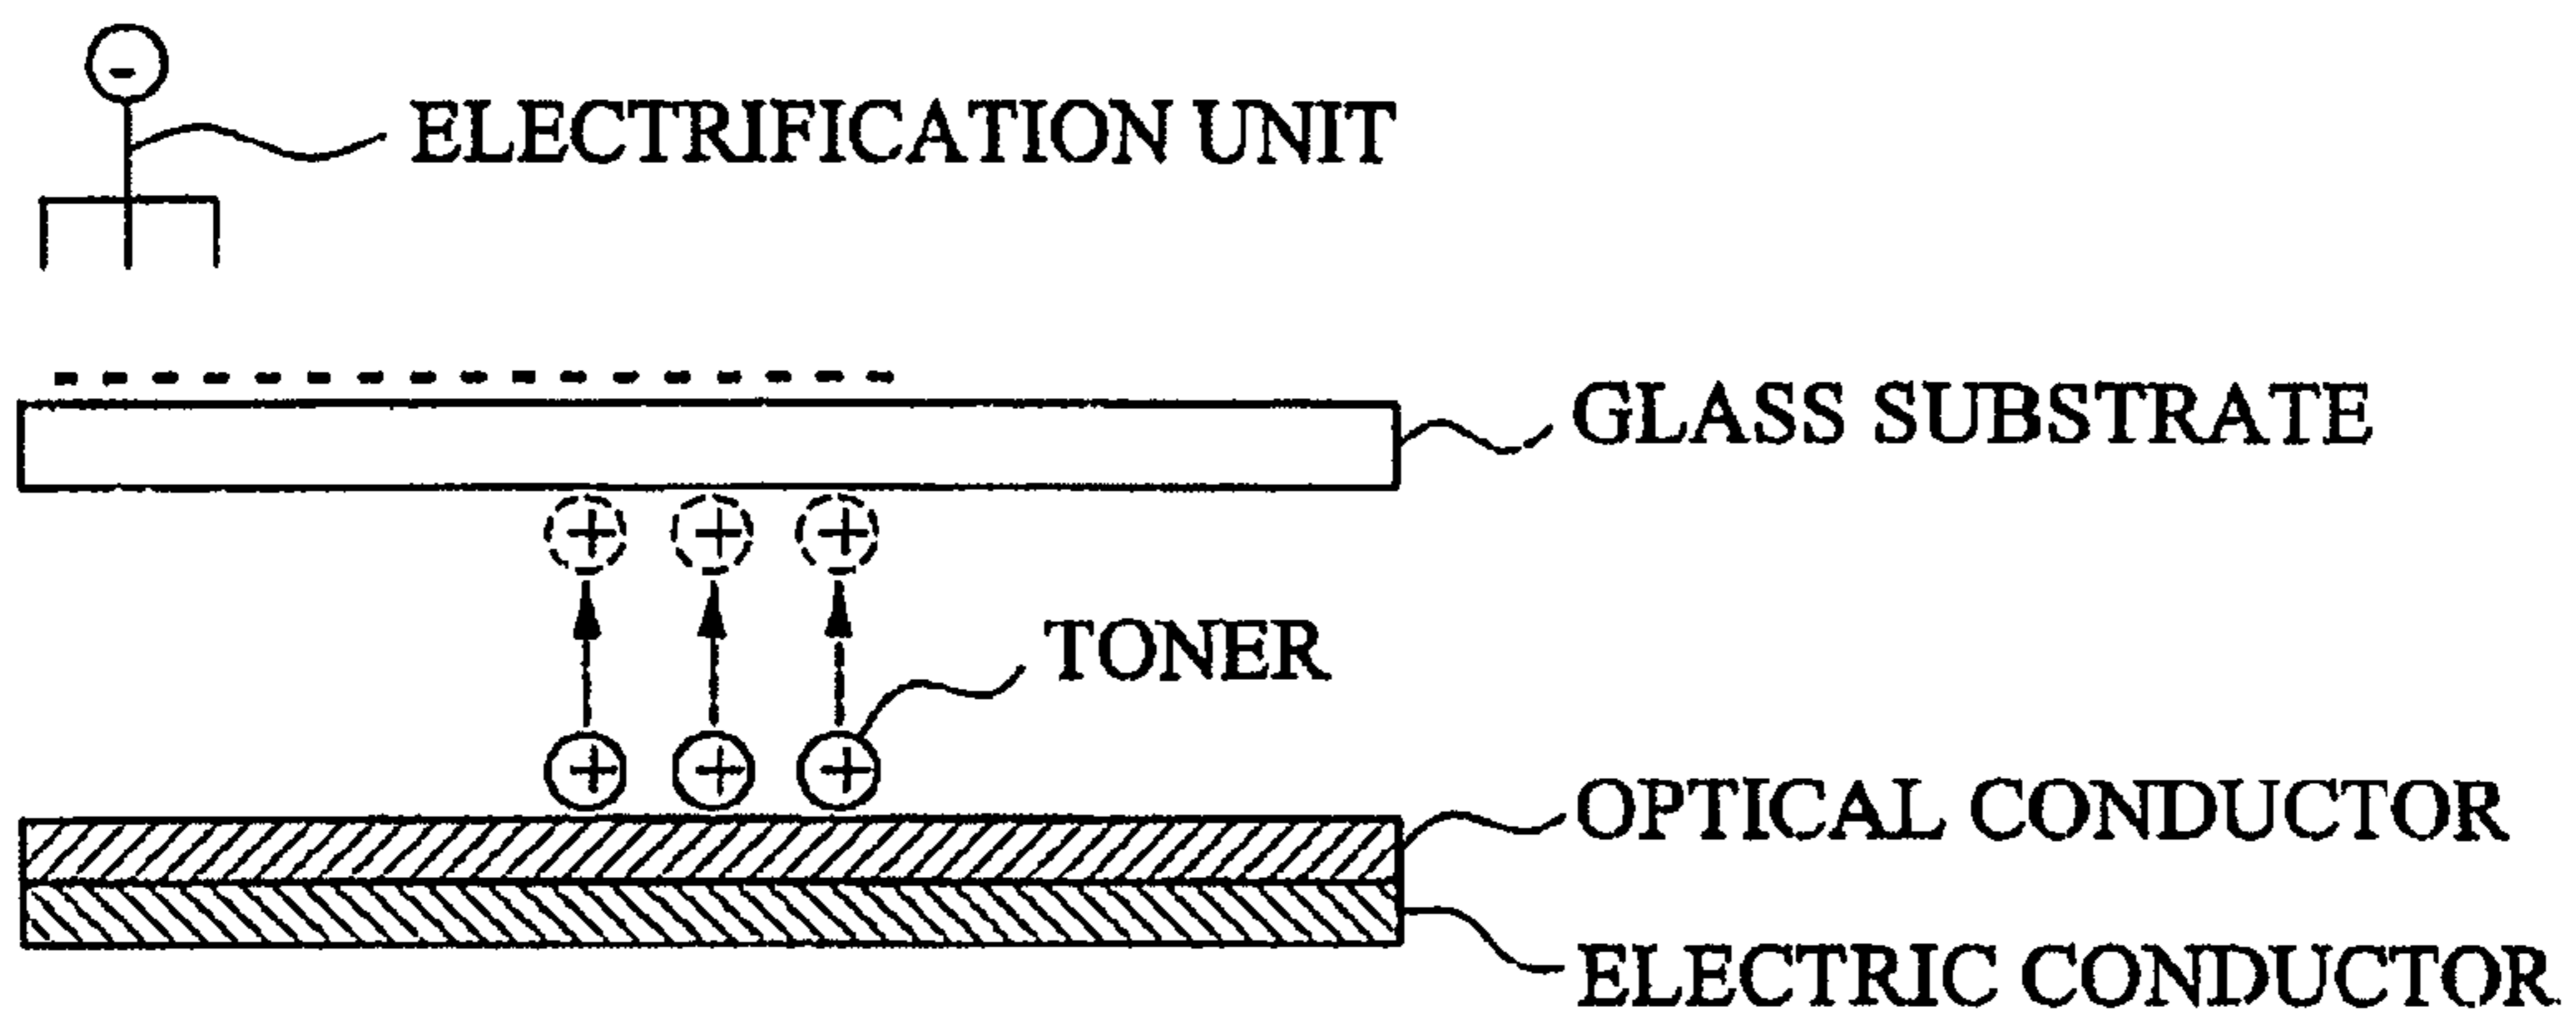 ELECTRIFICATION UNIT
GLASS SUBSTRATE
TONER
OPTICAL CONDUCTOR
ELECTRIC CONDUCTOR